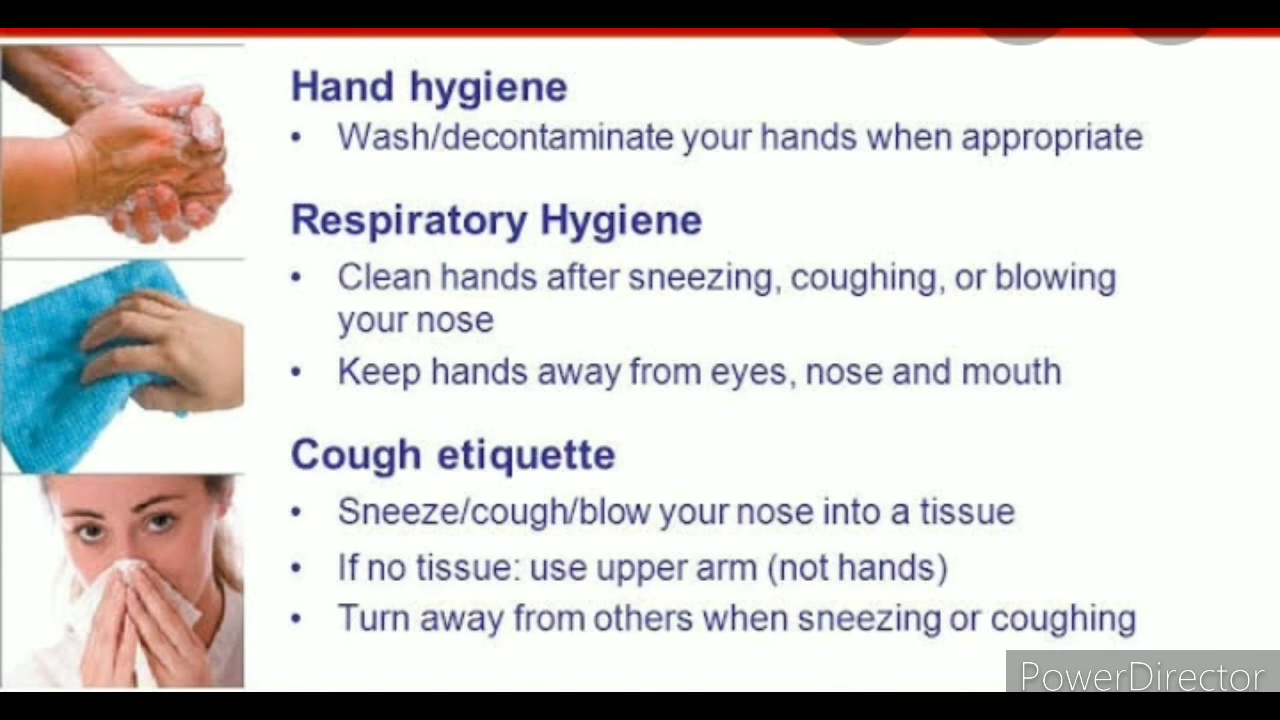 Hand hygiene
• Wash/decontaminate your hands when appropriate
Respiratory Hygiene
• Clean hands after sneezing, coughing, or blowing
your nose
• Keep hands away from eyes, nose and mouth
Cough etiquette
• Sneeze/cough/blow your nose into a tissue
• If no tissue: use upper arm (not hands)
• Turn away from others when sneezing or coughing
PowerDirector